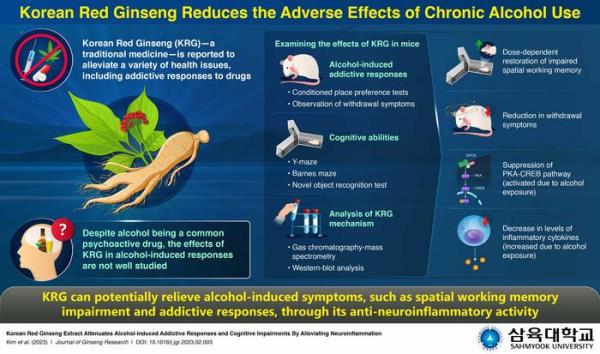 Korean Red Ginseng Reduces the Adverse Effects of Chronic Alcohol Use
Korean Red Ginseng (KRG)—a
traditional medicine—is reported to
alleviate a variety of health issues,
including addictive responses to drugs
?
Despite alcohol being a common
psychoactive drug, the effects of
KRG in alcohol-induced responses
are not well studied
Examining the effects of KRG in mice
Alcohol-induced
addictive responses
• Conditioned place preference tests
• Observation of withdrawal symptoms
Cognitive abilities
• Y-maze
• Barnes maze
• Novel object recognition test
Analysis of KRG
mechanism
• Gas chromatography-mass
spectrometry
• Western-blot analysis
Dose-dependent
restoration of impaired
spatial working memory
Reduction in withdrawal
symptoms
GPCR
PKA
CREB
Suppression of
PKA-CREB pathway
(activated due to alcohol
exposure)
Decrease in levels of
inflammatory cytokines
(increased due to alcohol
exposure)
KRG can potentially relieve alcohol-induced symptoms, such as spatial working memory
impairment and addictive responses, through its anti-neuroinflammatory activity
Korean Red Ginseng Extract Attenuates Alcohol-Induced Addictive Responses and Cognitive Impairments By Alleviating Neuroinflammation
Kim et al. (2023) | Journal of Ginseng Research | DOI: 10.1016/j.jgr.2023.02.003
삼육대학교
SAHMYOOK UNIVERSITY